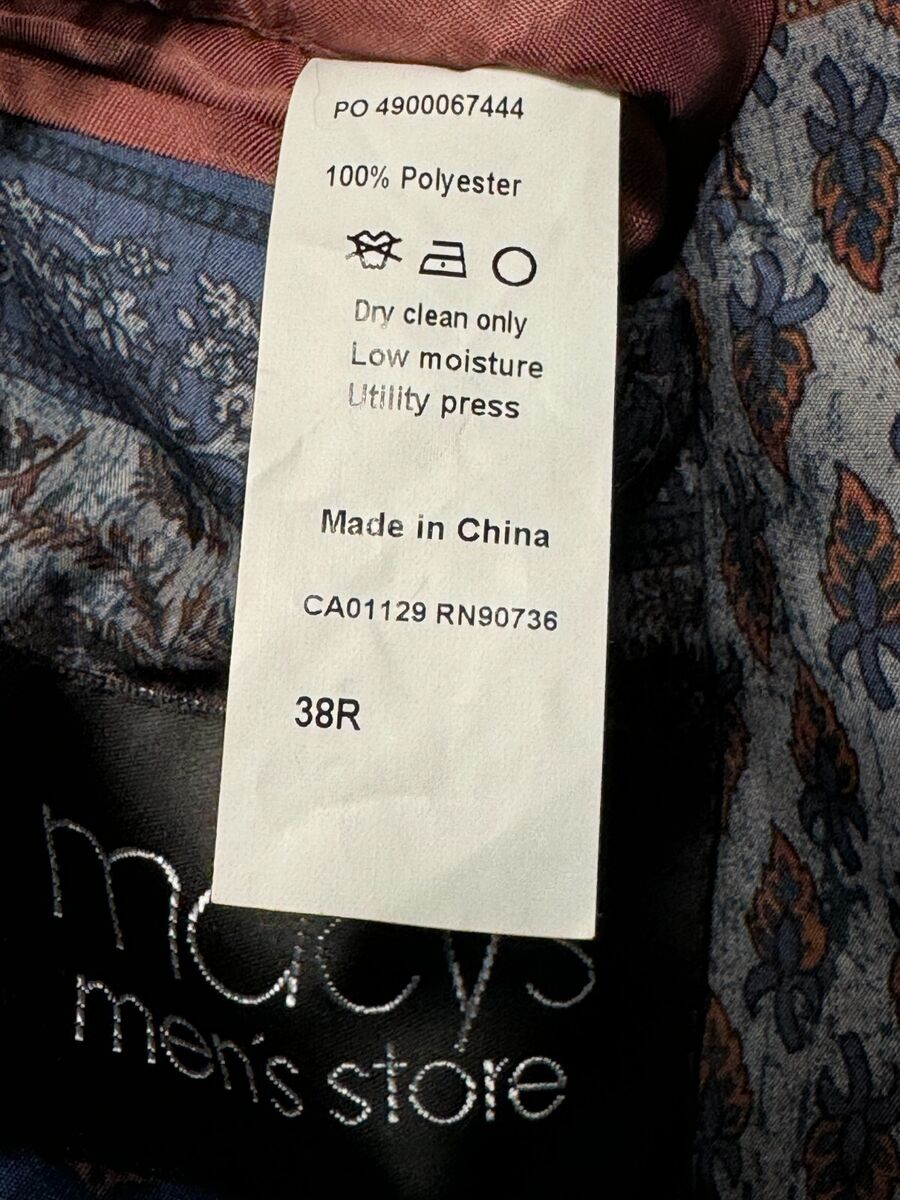 PO 4900067444
100% Polyester
Dry clean only
Low moisture
Utility press
Made in China
CA01129 RN90736
38R
macys
men's store